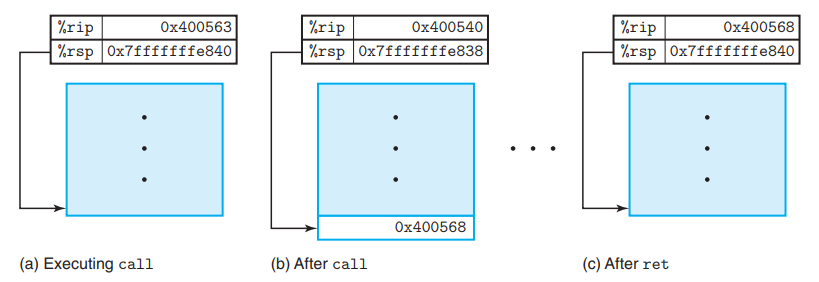 %rip 0x400563
%rsp 0x7fffffffe840
(a) Executing call
%rip 0x400540
%rsp 0x7fffffffe838
0x400568
(b) After call
%rip 0x400568
%rsp 0x7fffffffe840
(c) After ret